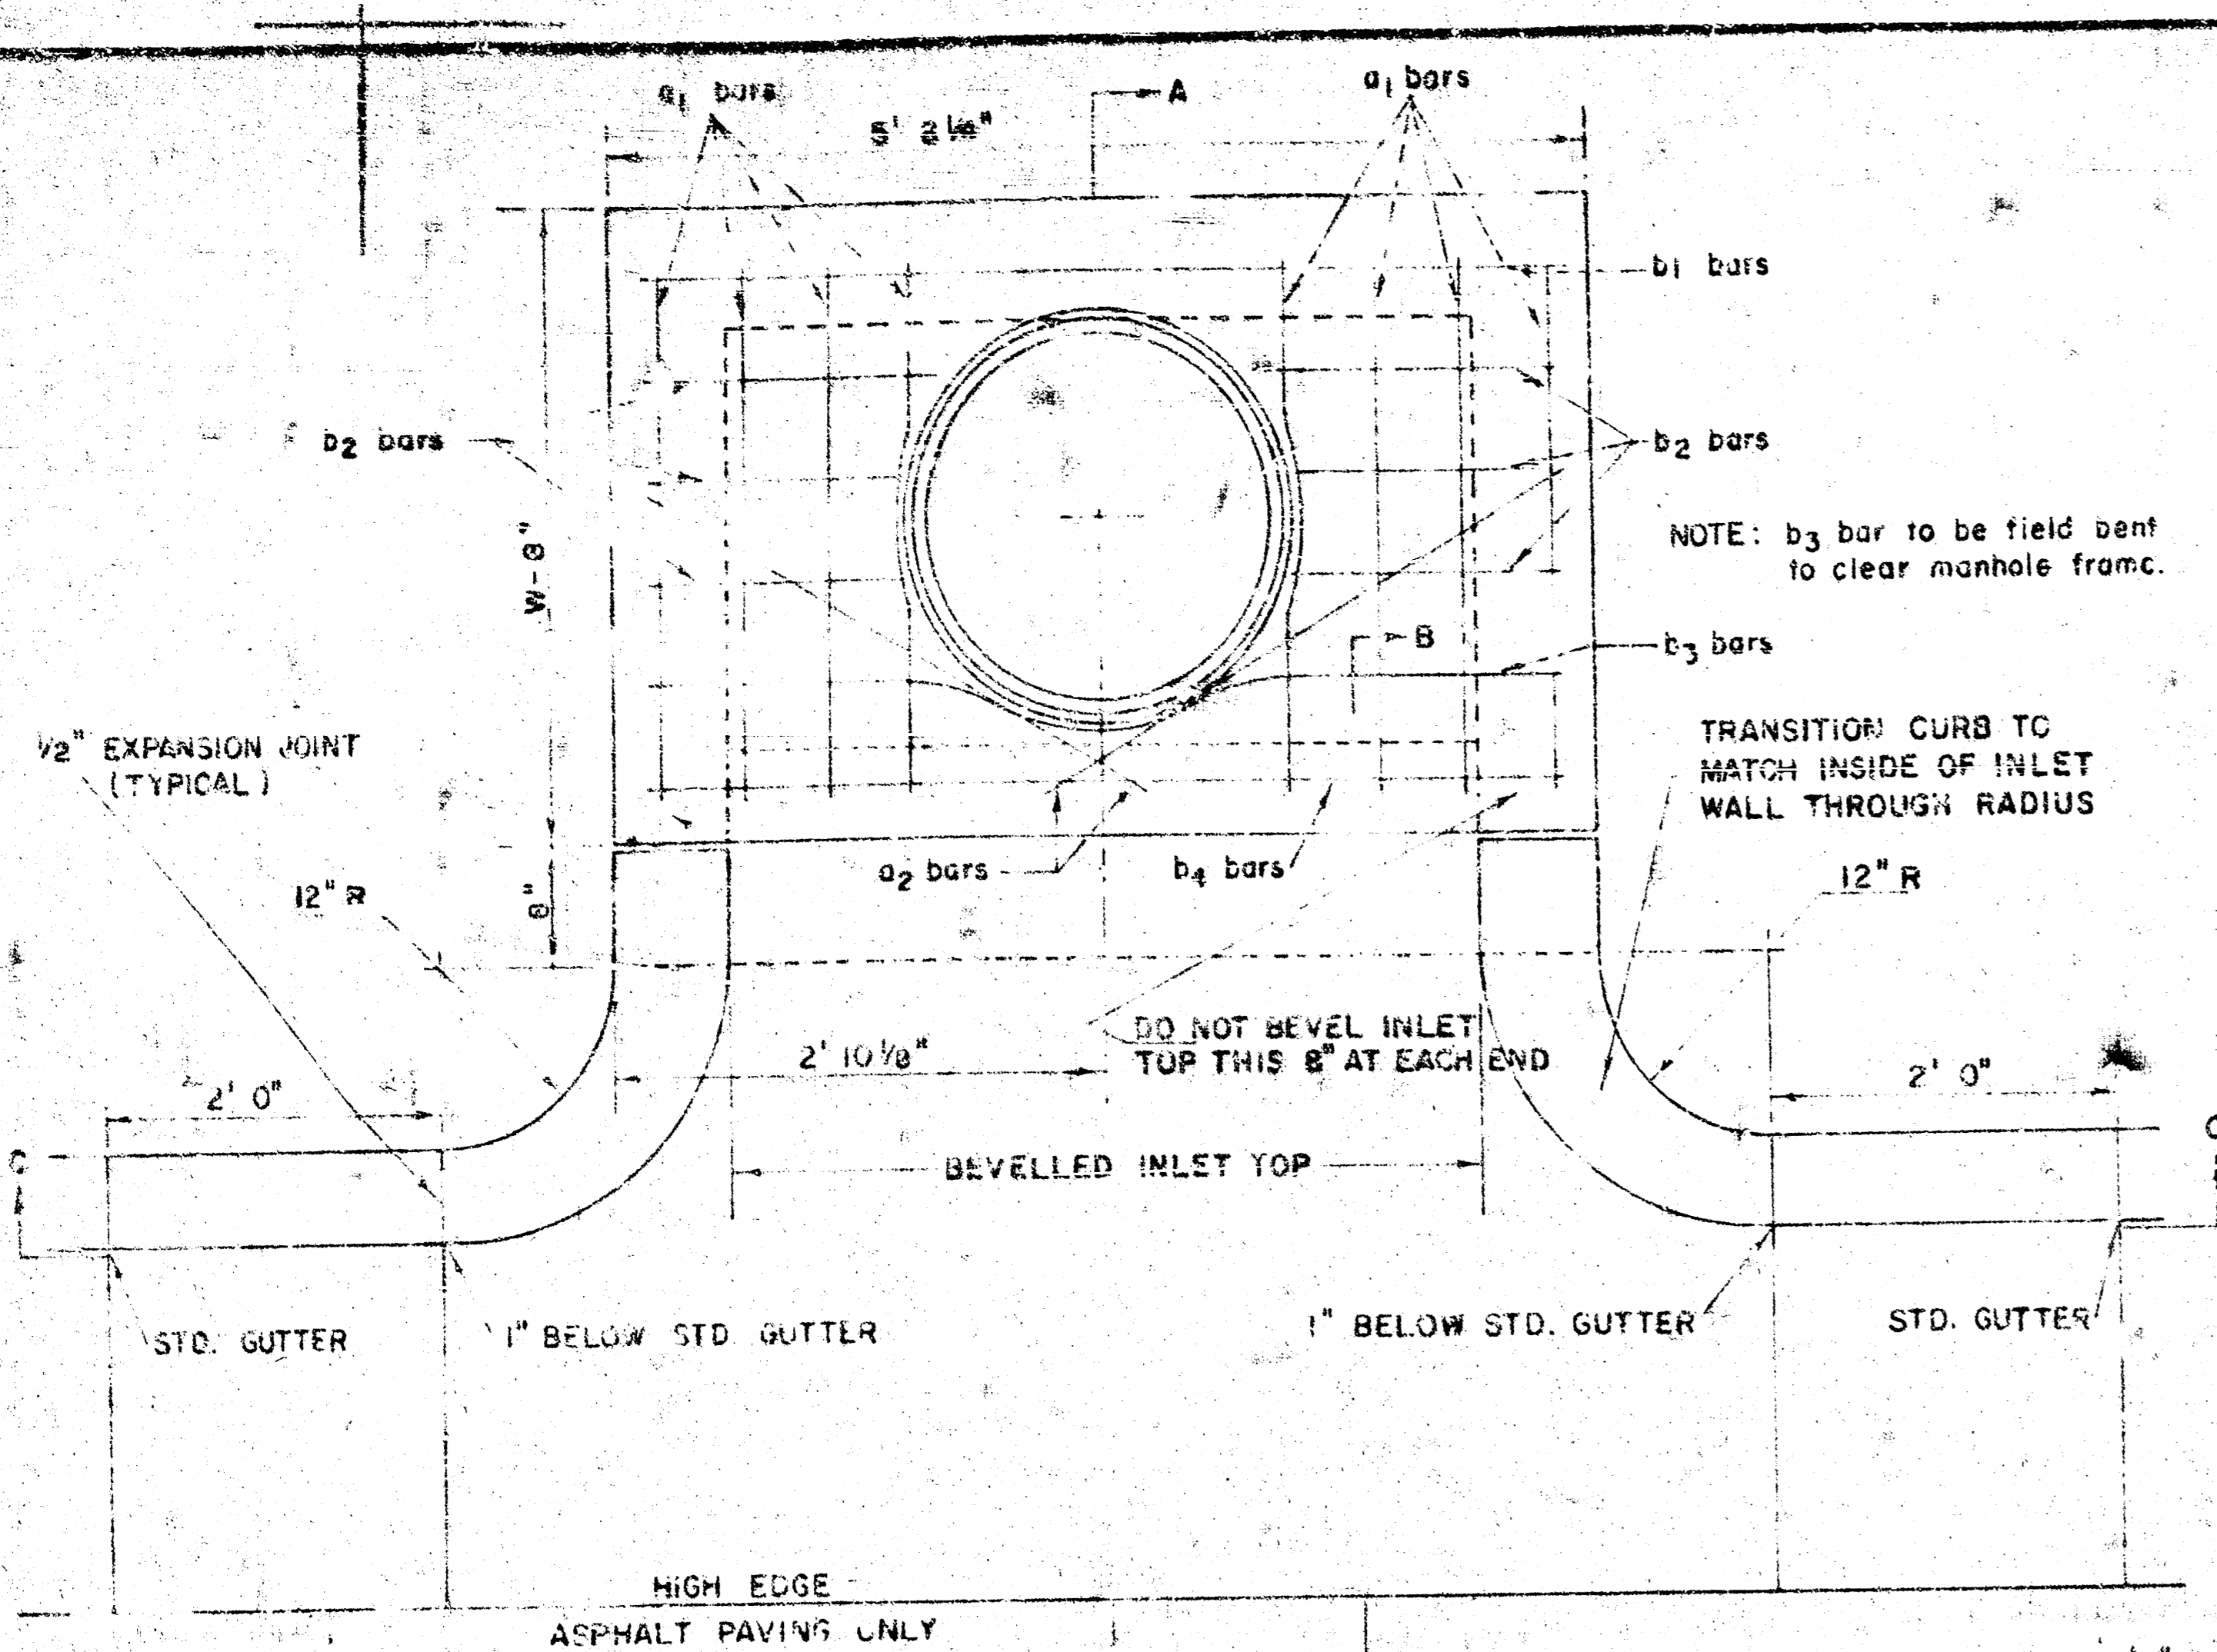 a1 bars
A
a1 bars
b1 bars
b2 bars
b2 bars
W-8"
NOTE: b3 bar to be field bent
to clear manhole frame.
B
b3 bars
1/2" EXPANSION JOINT
(TYPICAL)
TRANSITION CURB TO
MATCH INSIDE OF INLET
WALL THROUGH RADIUS
a2 bars
b4 bars
12" R
8"
12" R
2' 10 1/8"
DO NOT BEVEL INLET
TOP THIS 8" AT EACH END
2' 0"
2' 0"
C
C
BEVELLED INLET TOP
STD. GUTTER
1" BELOW STD. GUTTER
1" BELOW STD. GUTTER
STD. GUTTER
HIGH EDGE
ASPHALT PAVING ONLY